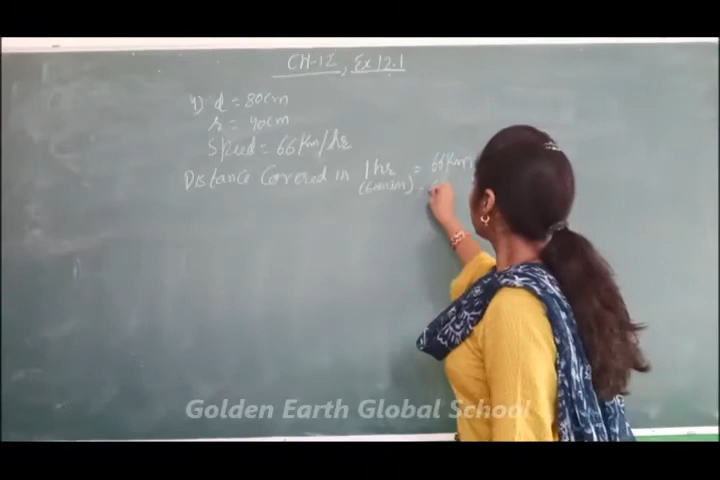 CH-12, Ex 12.1
4) d = 80cm
r = 40cm
Speed = 66Km/hr
Distance Covered in 1hr = 66Km
(60min) =
Golden Earth Global School